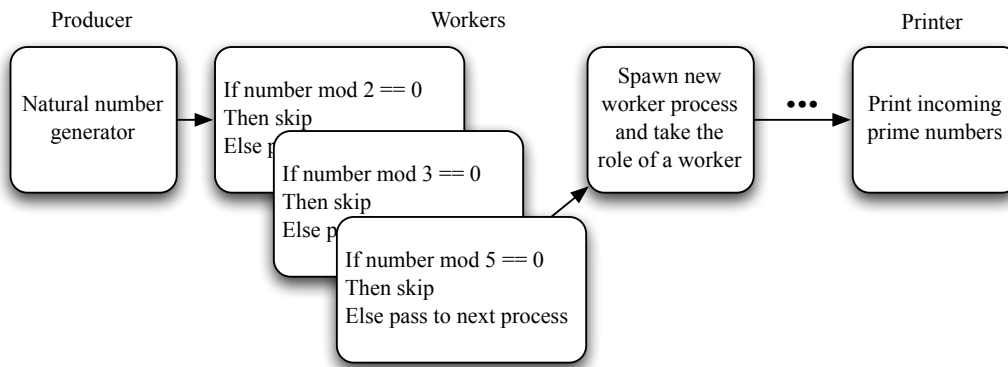 Producer
Workers
Printer
Natural number
generator
If number mod 2 == 0
Then skip
Else p
If number mod 3 == 0
Then skip
Else p
If number mod 5 == 0
Then skip
Else pass to next process
Spawn new
worker process
and take the
role of a worker
•••
Print incoming
prime numbers